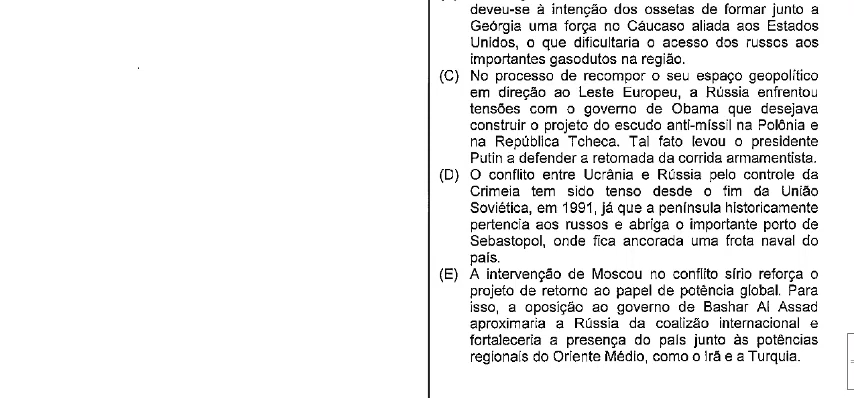 deveu-se à intenção dos ossetas de formar junto a
Geórgia uma força no Cáucaso aliada aos Estados
Unidos, o que dificultaria o acesso dos russos aos
importantes gasodutos na região.
(C) No processo de recompor o seu espaço geopolítico
em direção ao Leste Europeu, a Rússia enfrentou
tensões com o governo de Obama que desejava
construir o projeto do escudo anti-míssil na Polônia e
na República Tcheca. Tal fato levou o presidente
Putin a defender a retomada da corrida armamentista.
(D) O conflito entre Ucrânia e Rússia pelo controle da
Crimeia tem sido tenso desde o fim da União
Soviética, em 1991, já que a península historicamente
pertencia aos russos e abriga o importante porto de
Sebastopol, onde fica ancorada uma frota naval do
país.
(E) A intervenção de Moscou no conflito sírio reforça o
projeto de retorno ao papel de potência global. Para
isso, a oposição ao governo de Bashar Al Assad
aproximaria a Rússia da coalizão internacional e
fortaleceria a presença do país junto às potências
regionais do Oriente Médio, como o Irã e a Turquia.